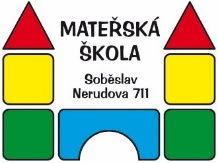 MATEŘSKÁ
ŠKOLA
Soběslav
Nerudova 711